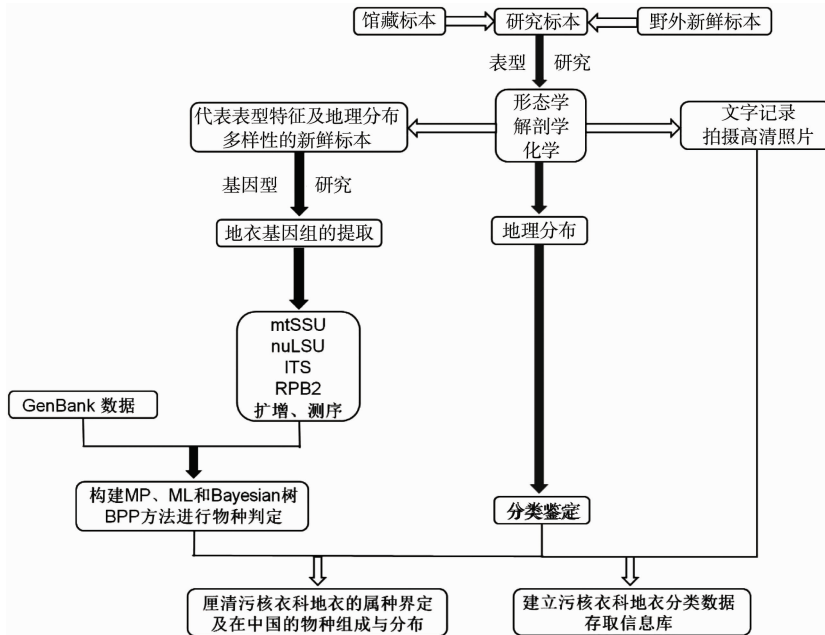 馆藏标本
研究标本
野外新鲜标本
表型 研究
代表表型特征及地理分布
多样性的新鲜标本
形态学
解剖学
化学
文字记录
拍摄高清照片
基因型 研究
地衣基因组的提取
地理分布
mtSSU
nuLSU
ITS
RPB2
扩增、测序
GenBank 数据
构建MP、ML和Bayesian树
BPP方法进行物种判定
分类鉴定
厘清污核衣科地衣的属种界定
及在中国的物种组成与分布
建立污核衣科地衣分类数据
存取信息库